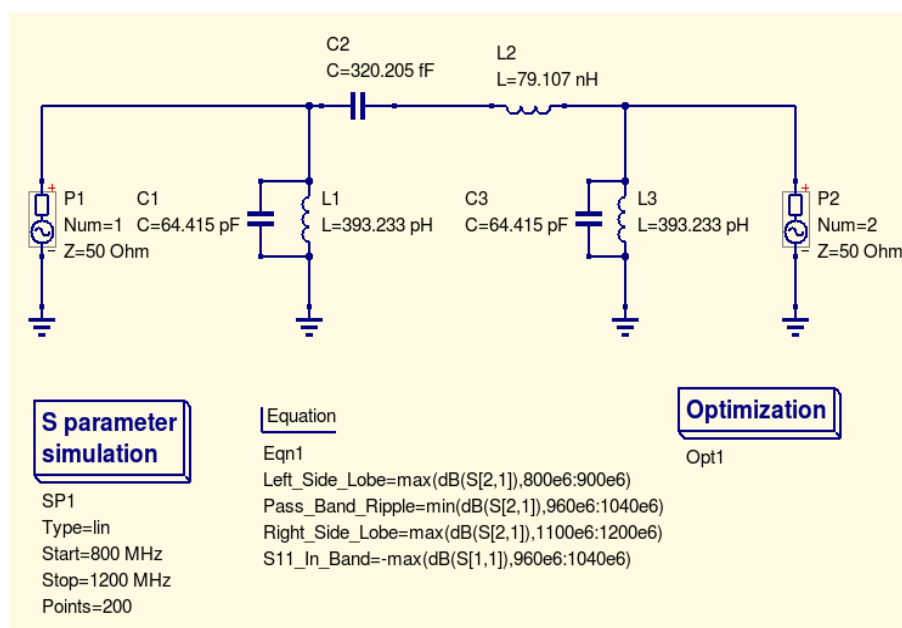 C2
C=320.205 fF
L2
L=79.107 nH
P1
Num=1
Z=50 Ohm
C1
C=64.415 pF
L1
L=393.233 pH
C3
C=64.415 pF
L3
L=393.233 pH
P2
Num=2
Z=50 Ohm
S parameter
simulation
SP1
Type=lin
Start=800 MHz
Stop=1200 MHz
Points=200
Equation
Eqn1
Left_Side_Lobe=max(dB(S[2,1]),800e6:900e6)
Pass_Band_Ripple=min(dB(S[2,1]),960e6:1040e6)
Right_Side_Lobe=max(dB(S[2,1]),1100e6:1200e6)
S11_In_Band=-max(dB(S[1,1]),960e6:1040e6)
Optimization
Opt1